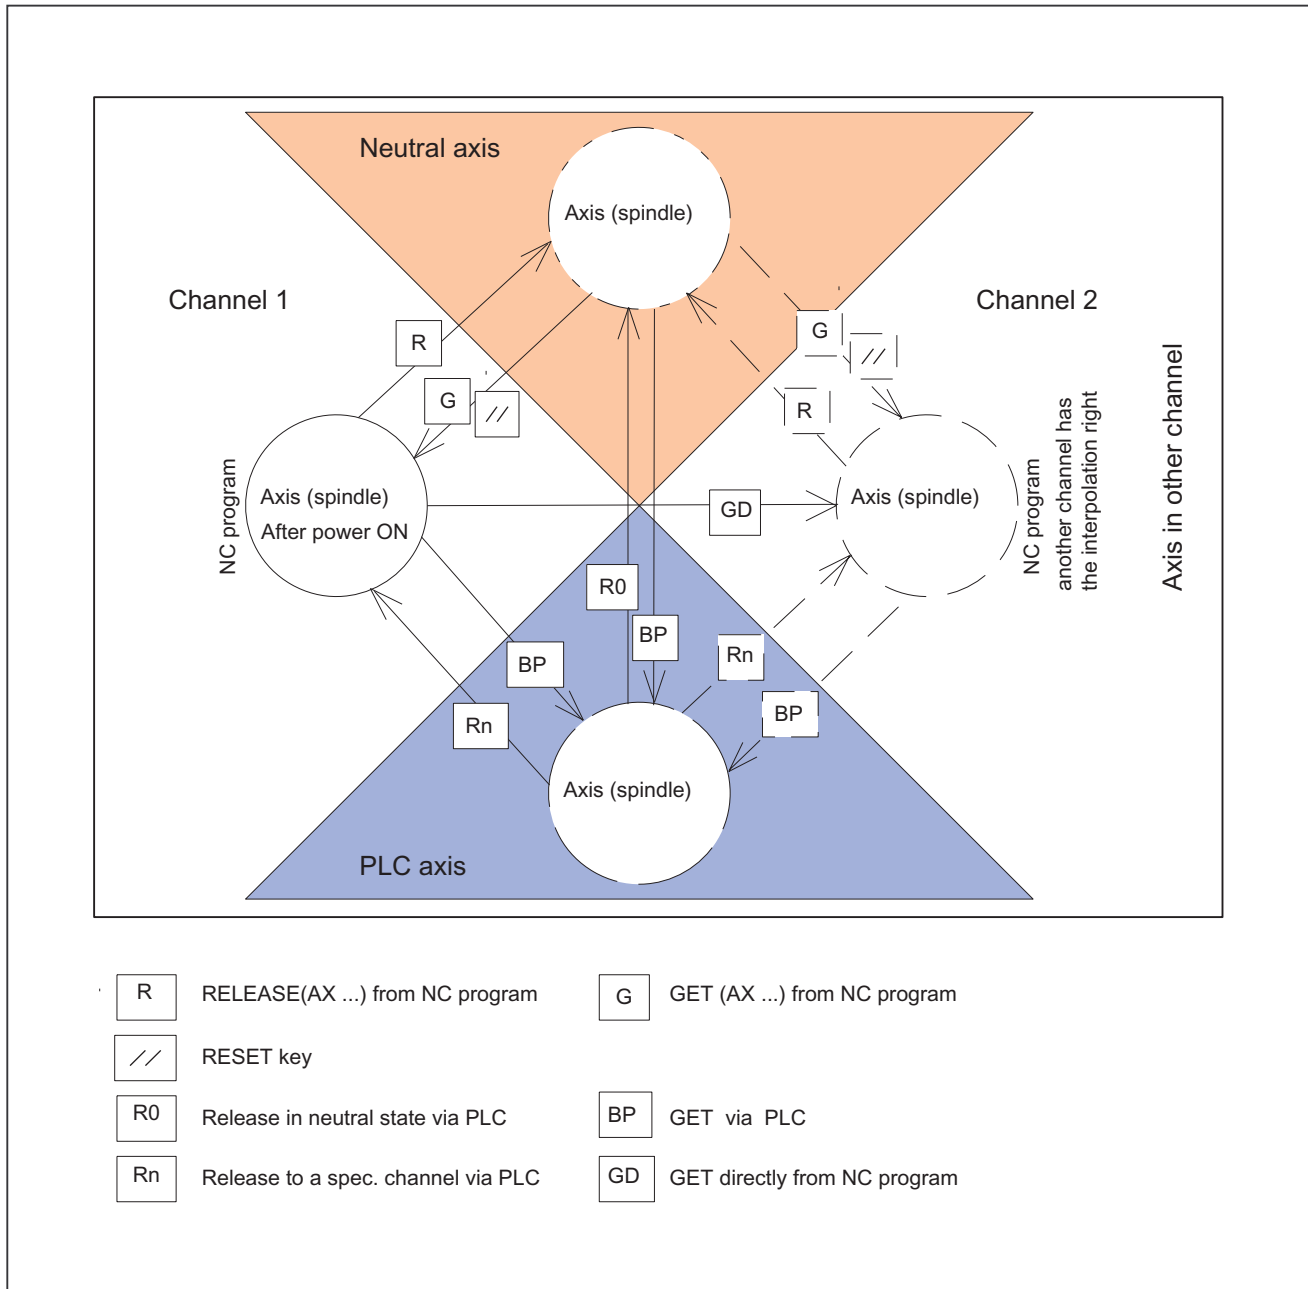 Neutral axis
Axis (spindle)
Channel 1
Channel 2
R
G
//
G
//
R
NC program
Axis (spindle)
After power ON
GD
Axis (spindle)
NC program
another channel has
the interpolation right
Axis in other channel
R0
BP
BP
Rn
Rn
BP
Axis (spindle)
PLC axis
R RELEASE(AX ...) from NC program
G GET (AX ...) from NC program
// RESET key
R0 Release in neutral state via PLC
BP GET via PLC
Rn Release to a spec. channel via PLC
GD GET directly from NC program